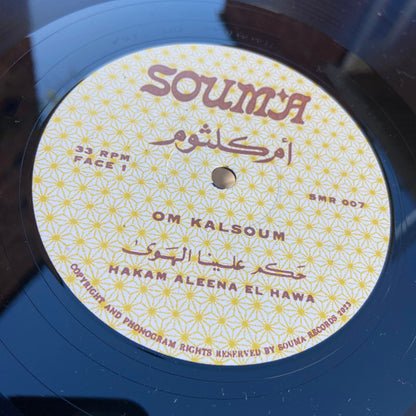 SOUMA
أم كلثوم
33 RPM
FACE 1
SMR 007
OM KALSOUM
حكم علينا الهوى
HAKAM ALEENA EL HAWA
COPYRIGHT AND PHONOGRAM RIGHTS RESERVED BY SOUMA RECORDS 2023